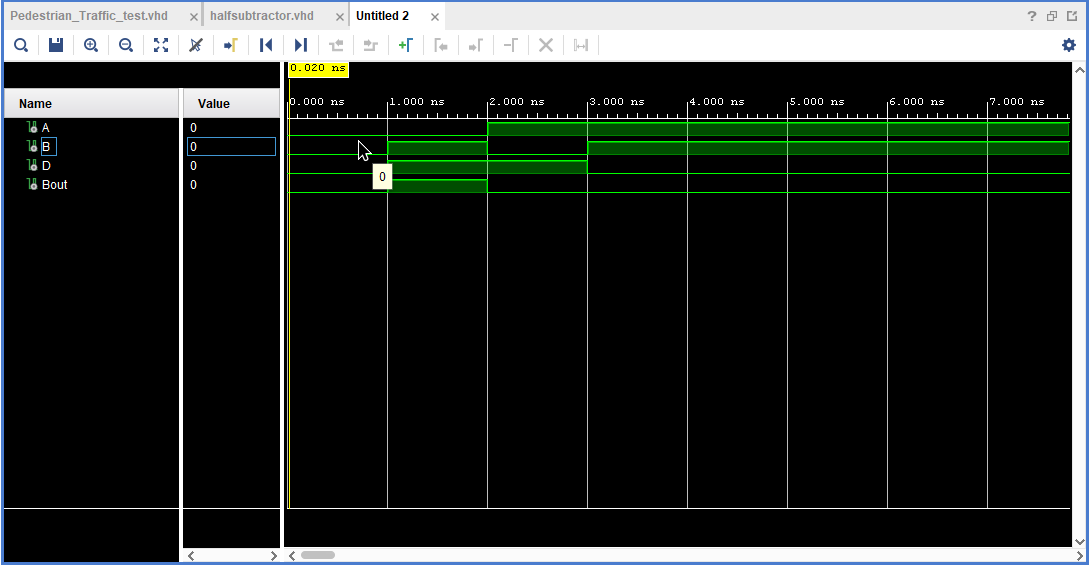 Pedestrian_Traffic_test.vhd halfsubtractor.vhd Untitled 2
0.020 ns
Name Value
0.000 ns 1.000 ns 2.000 ns 3.000 ns 4.000 ns 5.000 ns 6.000 ns 7.000 ns
A 0
B 0
D 0
0
Bout 0